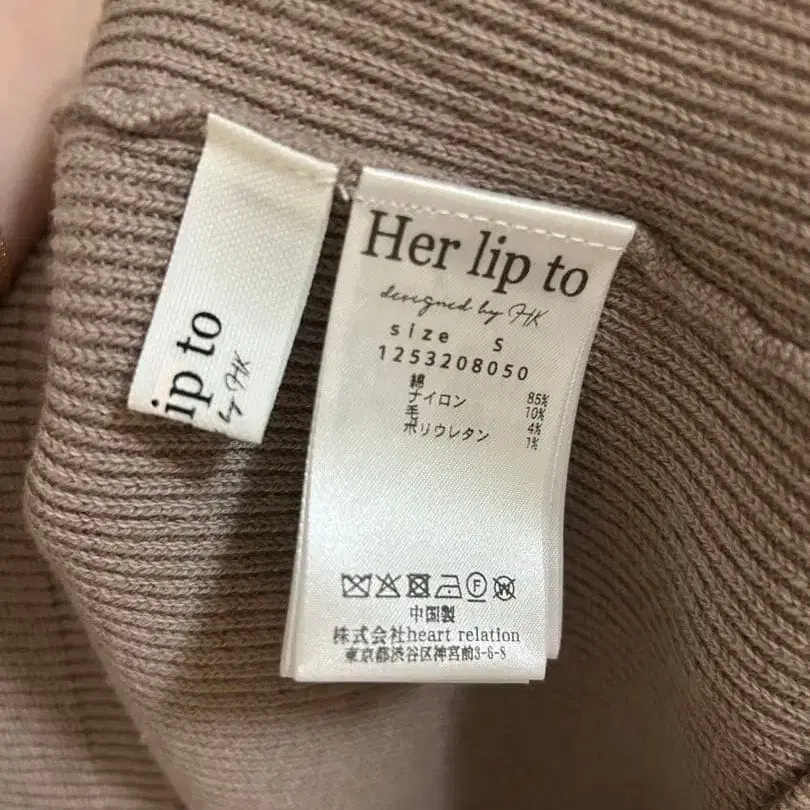 ip to
by HK
Her lip to
designed by HK
size S
1253208050
綿 85%
ナイロン 10%
毛 4%
ポリウレタン 1%
中国製
株式会社heart relation
東京都渋谷区神宮前3-6-8